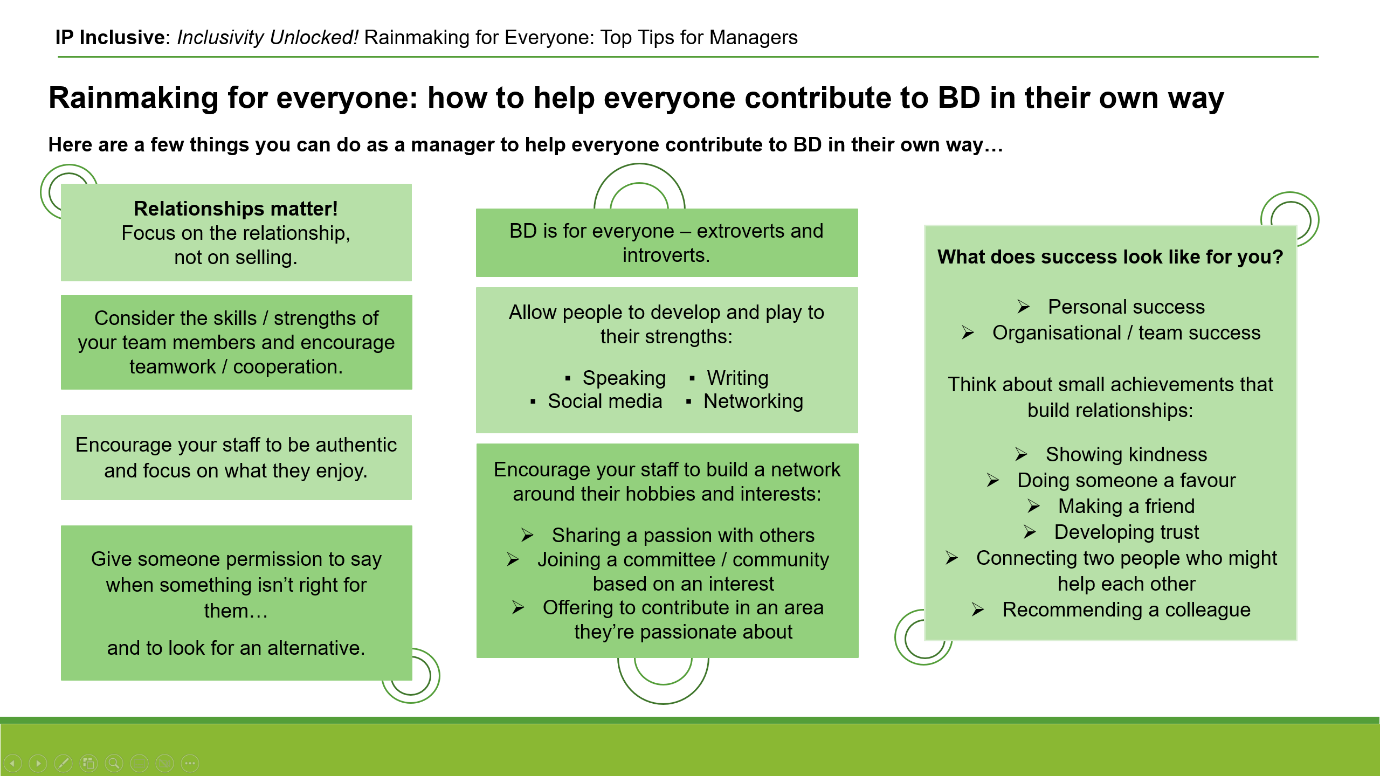 IP Inclusive: Inclusivity Unlocked! Rainmaking for Everyone: Top Tips for Managers
Rainmaking for everyone: how to help everyone contribute to BD in their own way
Here are a few things you can do as a manager to help everyone contribute to BD in their own way…
Relationships matter!
Focus on the relationship,
not on selling.
Consider the skills / strengths of
your team members and encourage
teamwork / cooperation.
Encourage your staff to be authentic
and focus on what they enjoy.
Give someone permission to say
when something isn’t right for
them…
and to look for an alternative.
BD is for everyone – extroverts and
introverts.
Allow people to develop and play to
their strengths:
▪ Speaking ▪ Writing
▪ Social media ▪ Networking
Encourage your staff to build a network
around their hobbies and interests:
➢ Sharing a passion with others
➢ Joining a committee / community
based on an interest
➢ Offering to contribute in an area
they’re passionate about
What does success look like for you?
➢ Personal success
➢ Organisational / team success
Think about small achievements that
build relationships:
➢ Showing kindness
➢ Doing someone a favour
➢ Making a friend
➢ Developing trust
➢ Connecting two people who might
help each other
➢ Recommending a colleague